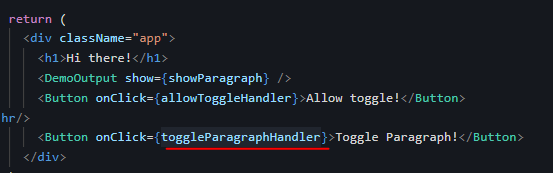 return (
<div className="app">
<h1>Hi there!</h1>
<DemoOutput show={showParagraph} />
<Button onClick={allowToggleHandler}>Allow toggle!</Button>
hr/>
<Button onClick={toggleParagraphHandler}>Toggle Paragraph!</Button>
</div>